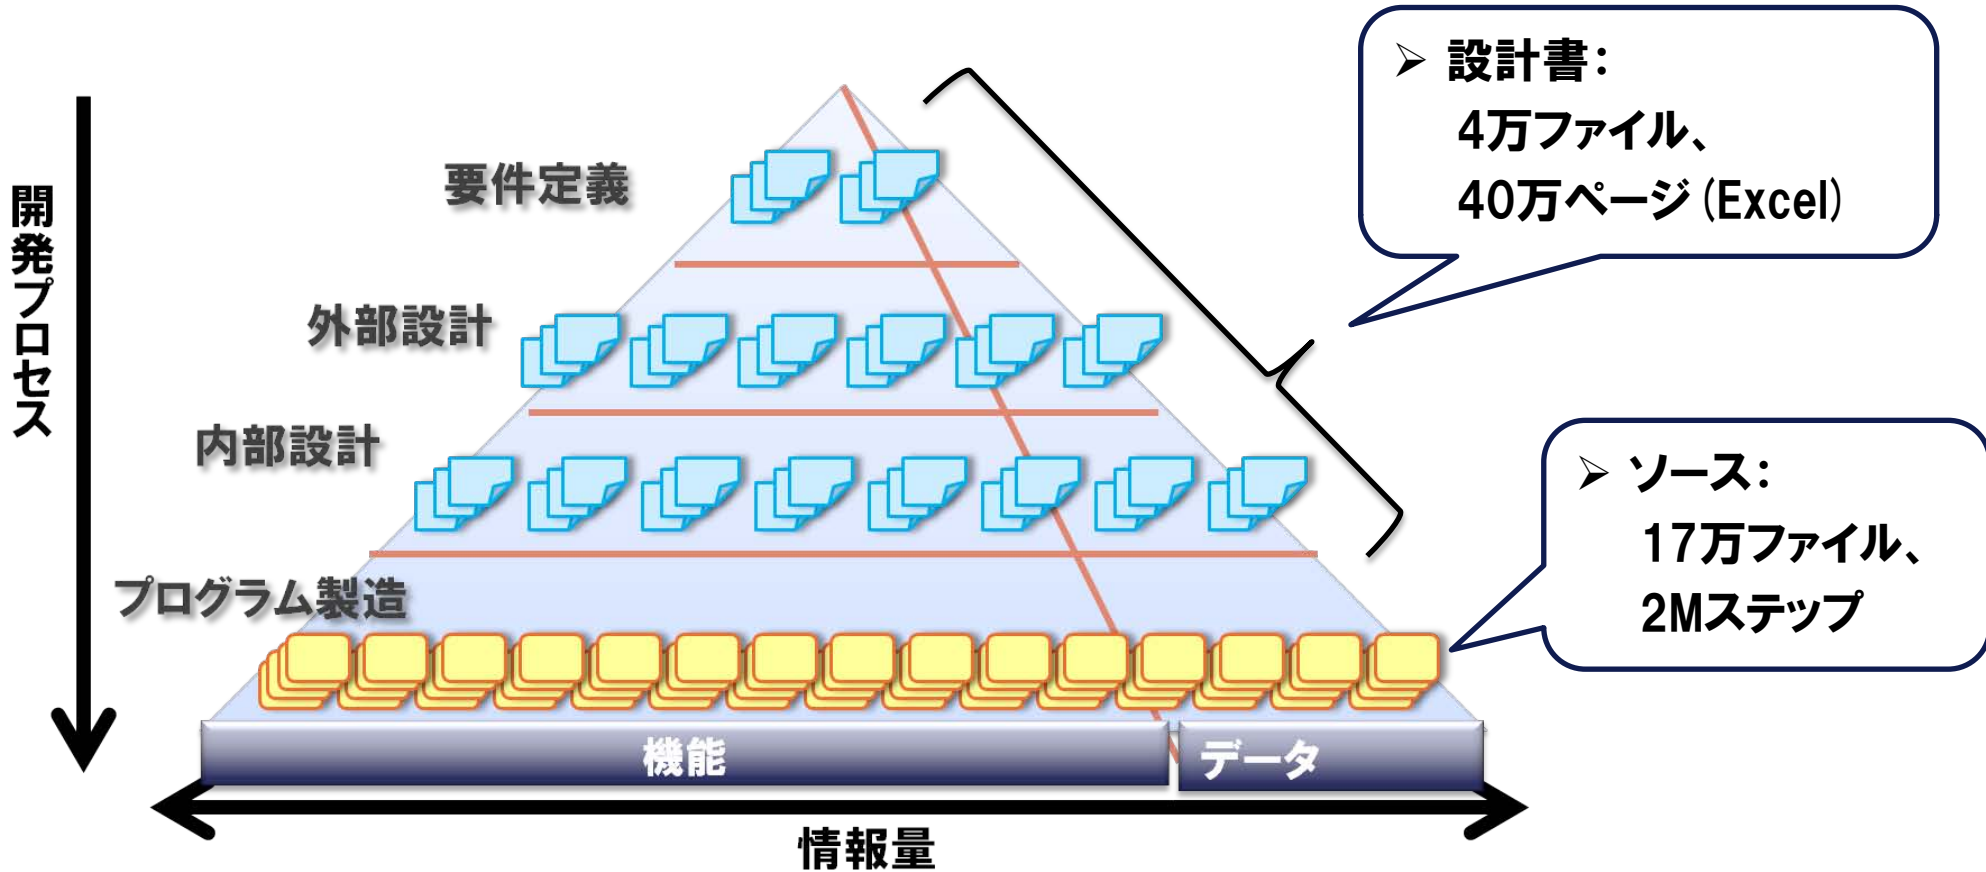 開発プロセス
要件定義
外部設計
内部設計
プログラム製造
➢ 設計書：
4万ファイル、
40万ページ(Excel)
➢ ソース：
17万ファイル、
2Mステップ
機能
データ
情報量